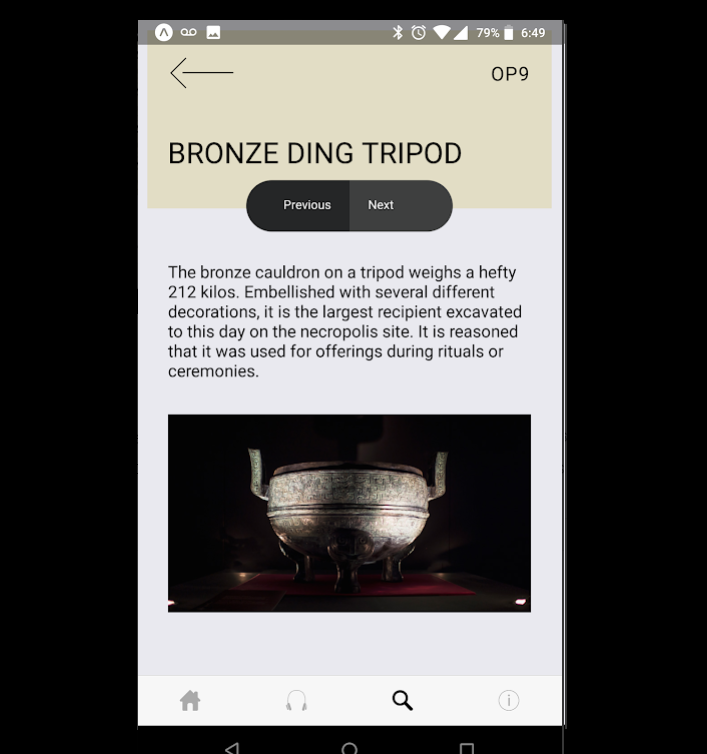 79% 6:49
OP9
BRONZE DING TRIPOD
Previous Next
The bronze cauldron on a tripod weighs a hefty
212 kilos. Embellished with several different
decorations, it is the largest recipient excavated
to this day on the necropolis site. It is reasoned
that it was used for offerings during rituals or
ceremonies.